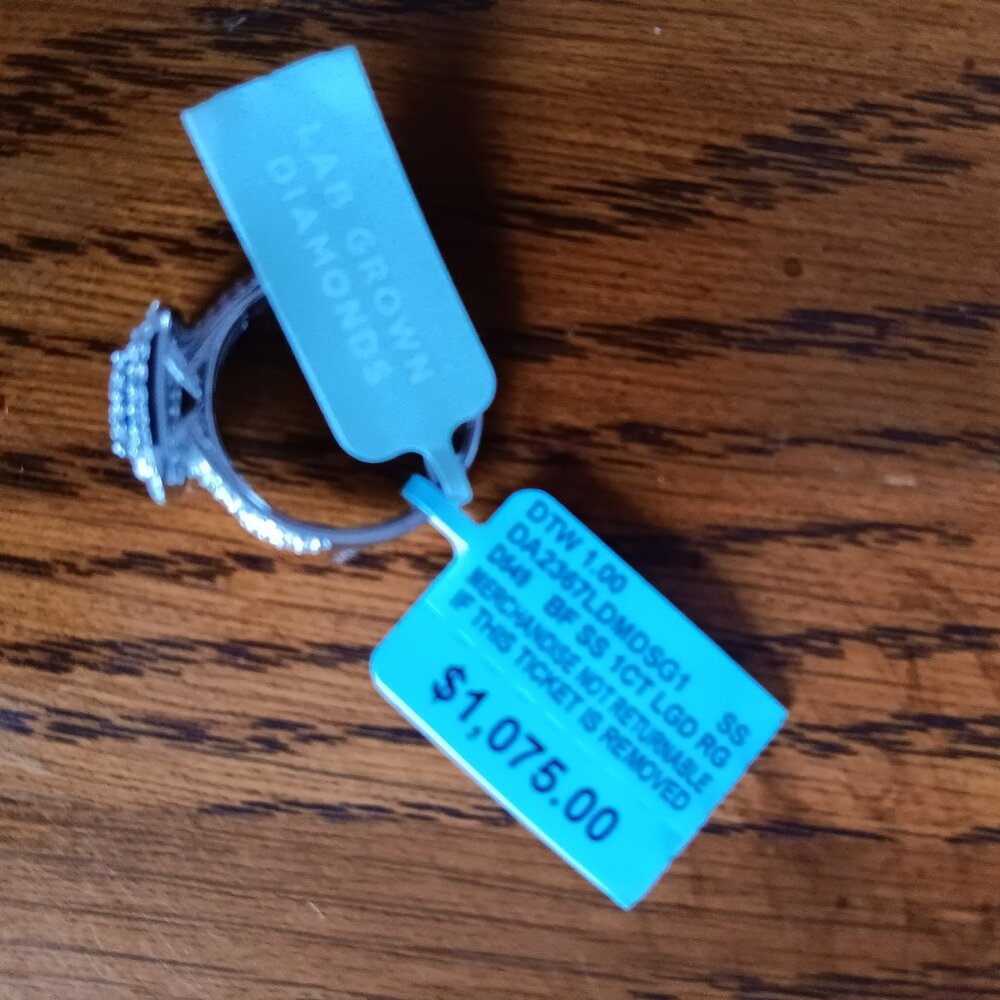 LAB GROWN
DIAMONDS
DTW 1.00
DA2367LDMDSG1 SS
D649 BF SS 1CT LGD RG
MERCHANDISE NOT RETURNABLE
IF THIS TICKET IS REMOVED
$1,075.00